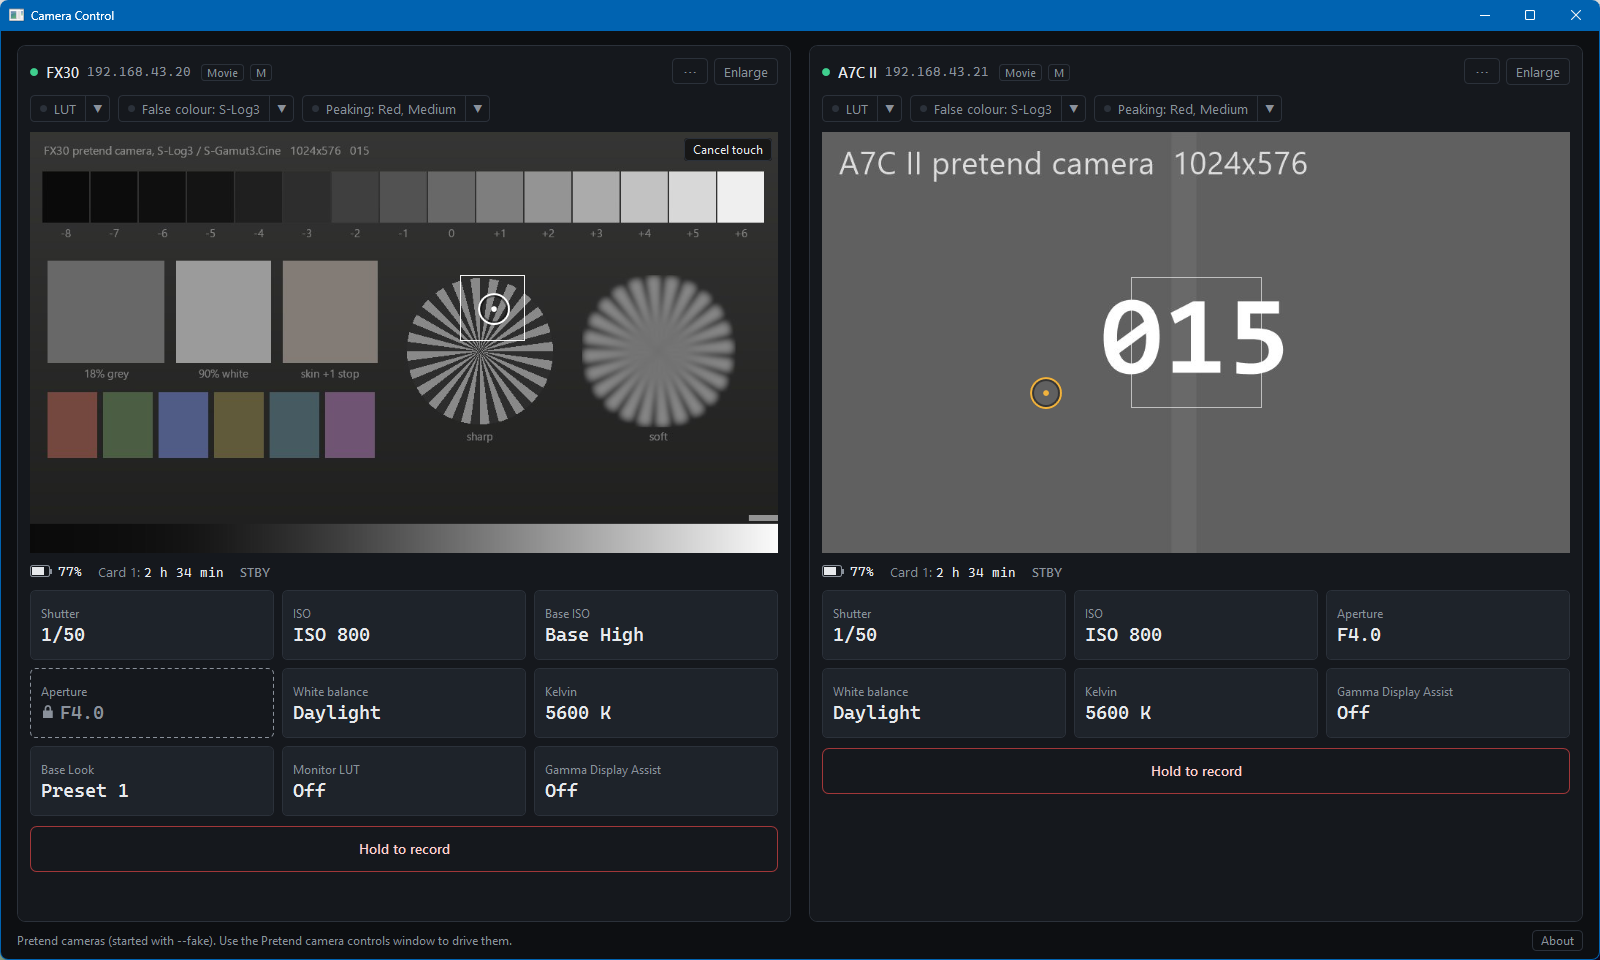 Camera Control
FX30 192.168.43.20 Movie M ... Enlarge
LUT False colour: S-Log3 Peaking: Red, Medium
FX30 pretend camera, S-Log3 / S-Gamut3.Cine 1024x576 015
Cancel touch
-8 -7 -6 -5 -4 -3 -2 -1 0 +1 +2 +3 +4 +5 +6
18% grey 90% white skin +1 stop
sharp soft
77% Card 1: 2 h 34 min STBY
Shutter ISO Base ISO
1/50 ISO 800 Base High
Aperture White balance Kelvin
F4.0 Daylight 5600 K
Base Look Monitor LUT Gamma Display Assist
Preset 1 Off Off
Hold to record
A7C II 192.168.43.21 Movie M ... Enlarge
LUT False colour: S-Log3 Peaking: Red, Medium
A7C II pretend camera 1024x576
015
77% Card 1: 2 h 34 min STBY
Shutter ISO Aperture
1/50 ISO 800 F4.0
White balance Kelvin Gamma Display Assist
Daylight 5600 K Off
Hold to record
Pretend cameras (started with --fake). Use the Pretend camera controls window to drive them.
About